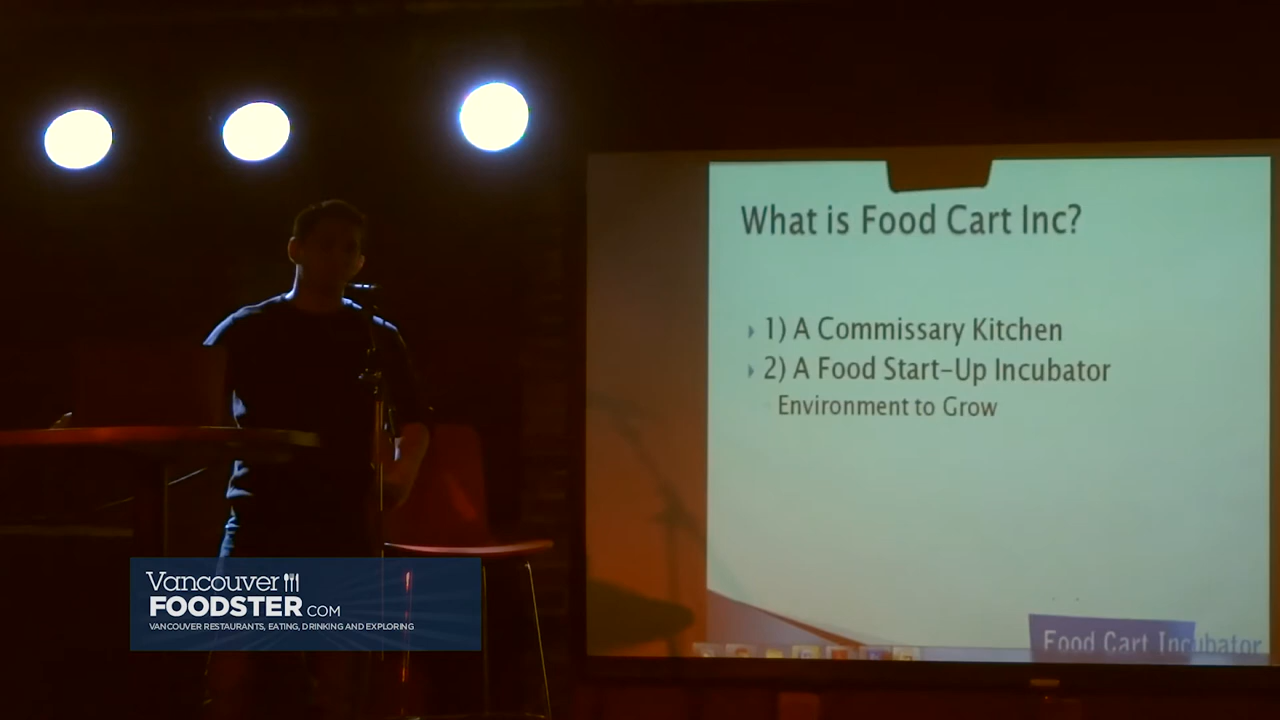 What is Food Cart Inc?
1) A Commissary Kitchen
2) A Food Start-Up Incubator
Environment to Grow
Food Cart Incubator
Vancouver
FOODSTER.COM
VANCOUVER RESTAURANTS, EATING, DRINKING AND EXPLORING